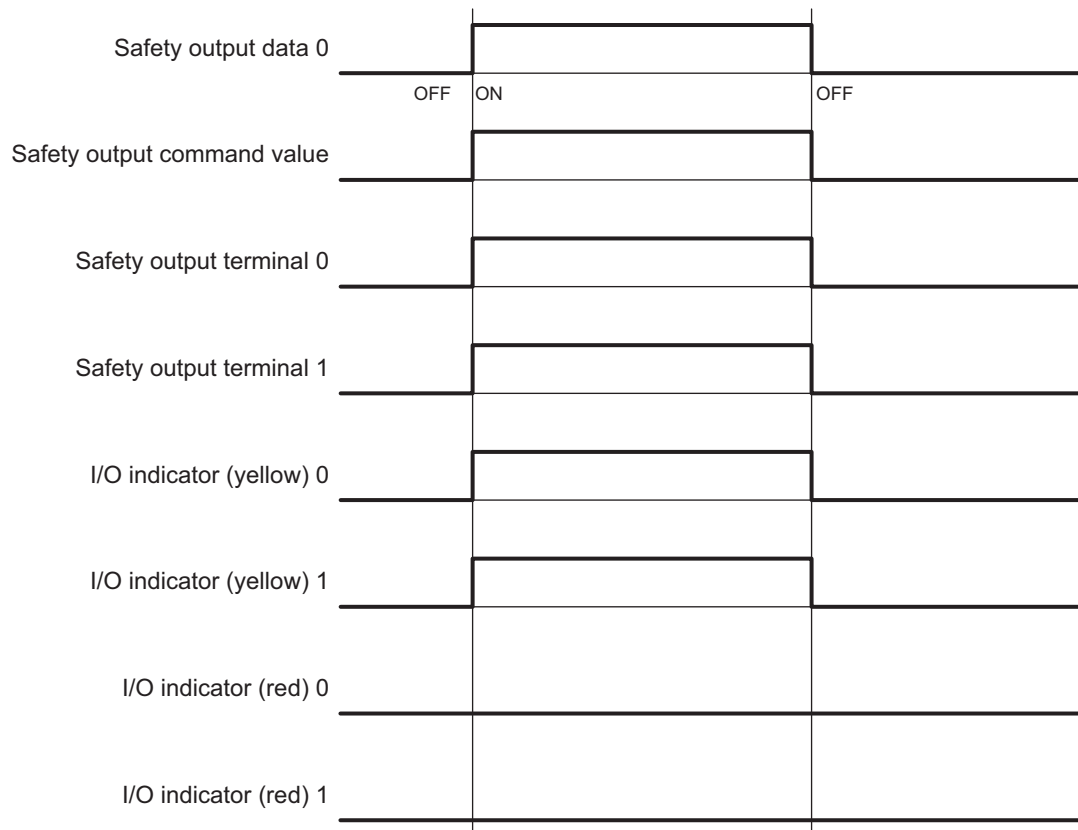 Safety output data 0
OFF ON OFF
Safety output command value
Safety output terminal 0
Safety output terminal 1
I/O indicator (yellow) 0
I/O indicator (yellow) 1
I/O indicator (red) 0
I/O indicator (red) 1